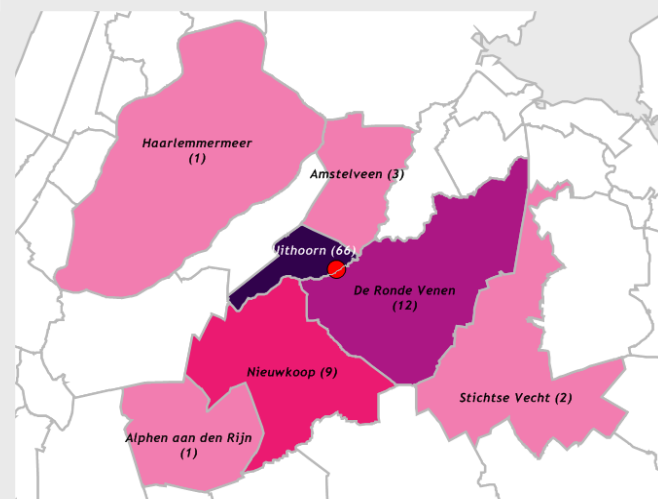 Haarlemmermeer
(1)
Amstelveen (3)
Uithoorn (66)
De Ronde Venen
(12)
Nieuwkoop (9)
Stichtse Vecht (2)
Alphen aan den Rijn
(1)